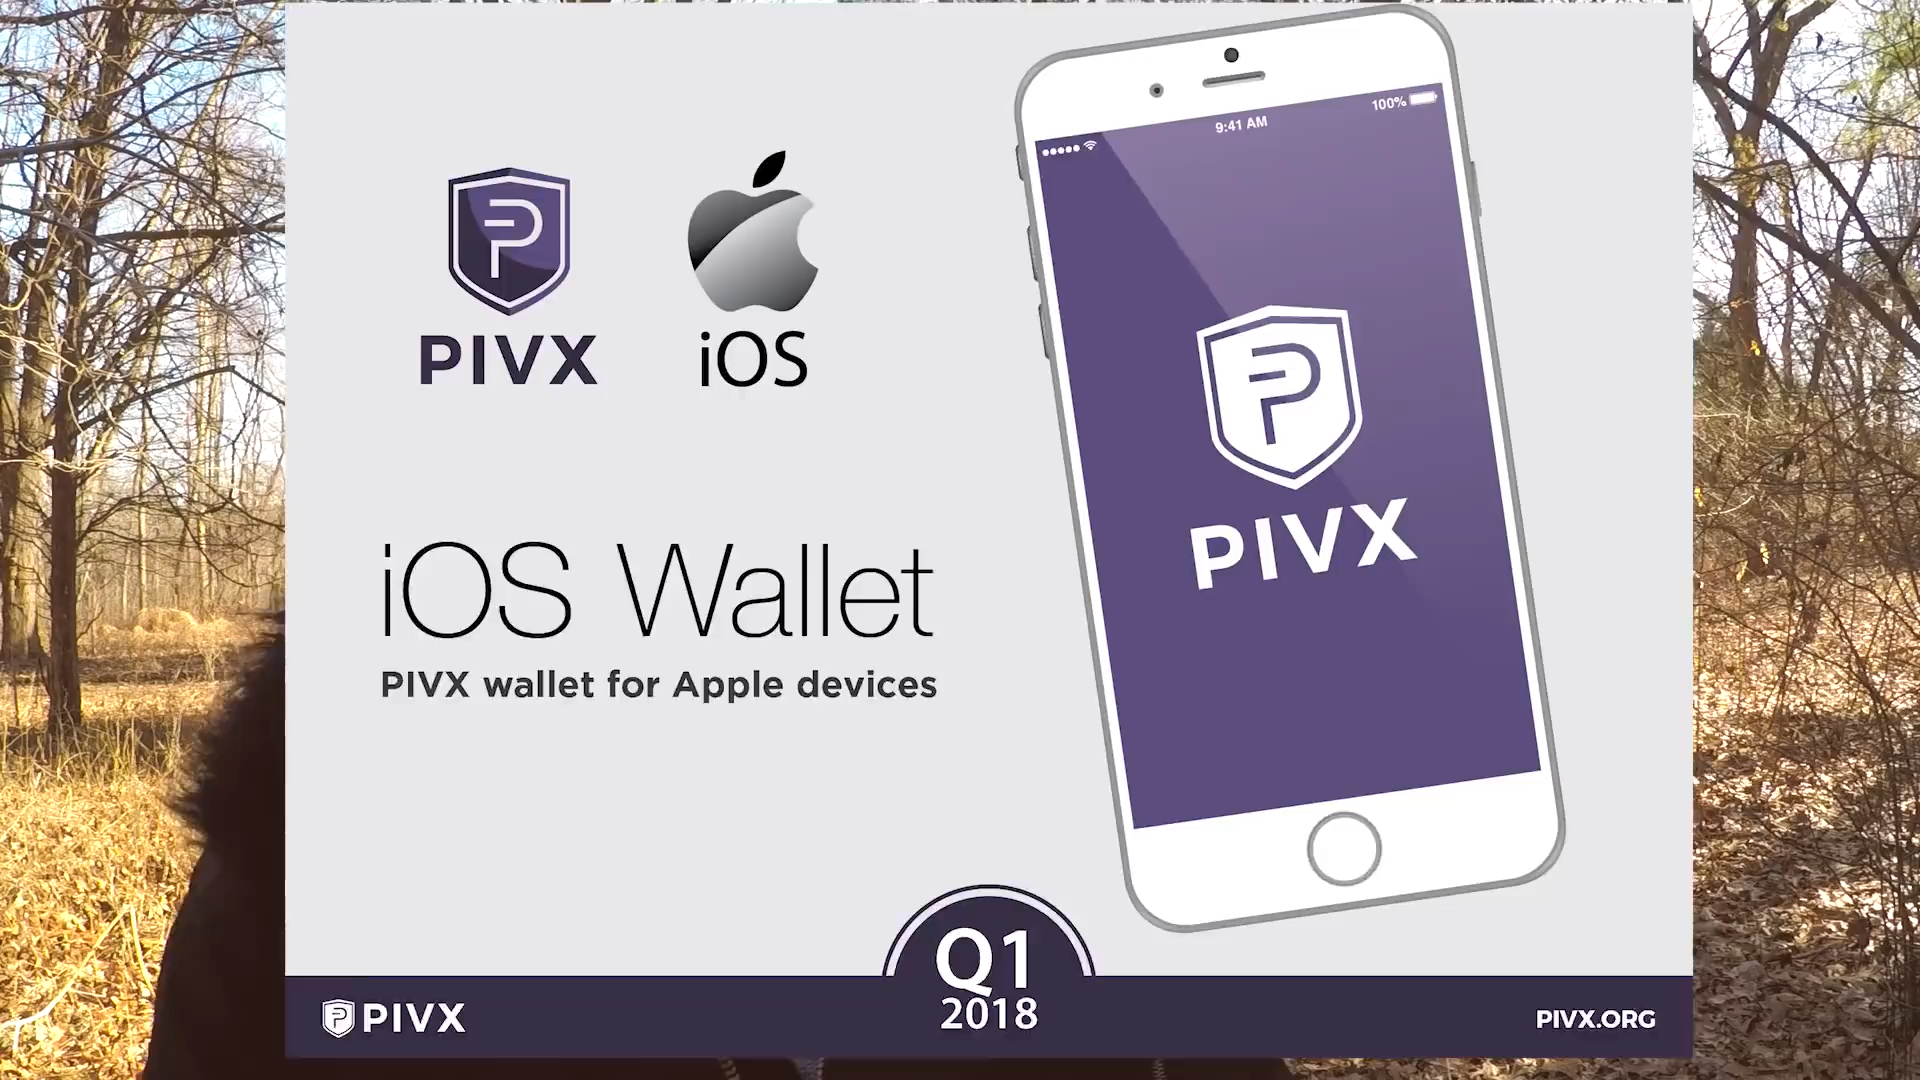 PIVX
iOS
iOS Wallet
PIVX wallet for Apple devices
9:41 AM
100%
PIVX
Q1
2018
PIVX
PIVX.ORG